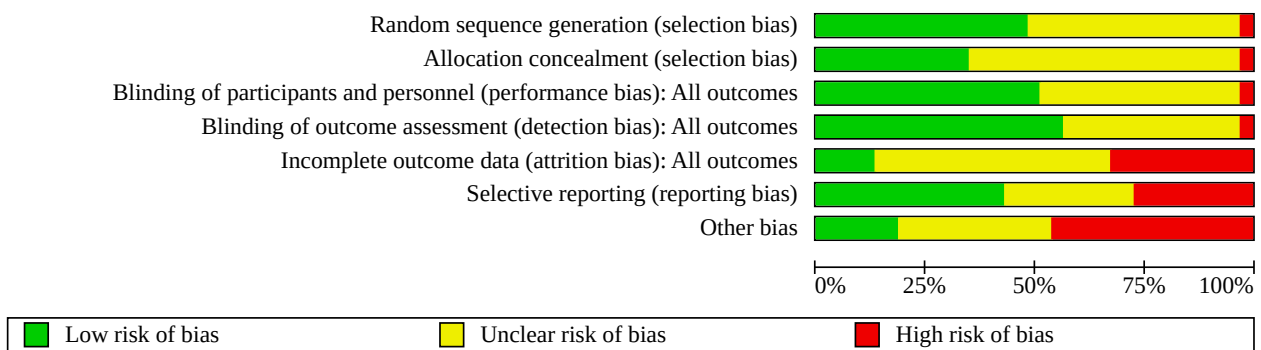 Random sequence generation (selection bias)
Allocation concealment (selection bias)
Blinding of participants and personnel (performance bias): All outcomes
Blinding of outcome assessment (detection bias): All outcomes
Incomplete outcome data (attrition bias): All outcomes
Selective reporting (reporting bias)
Other bias
0% 25% 50% 75% 100%
Low risk of bias Unclear risk of bias High risk of bias